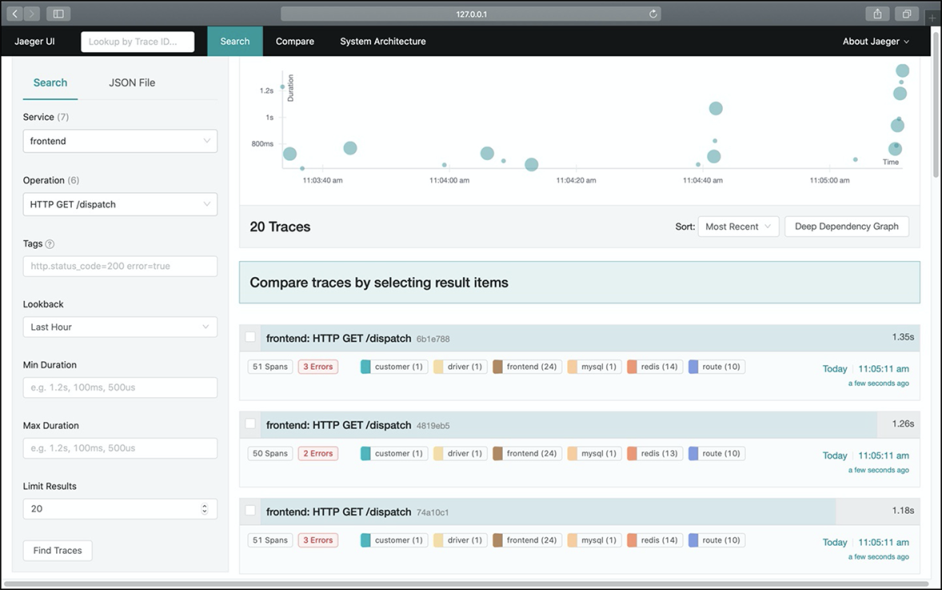 127.0.0.1
Jaeger UI Lookup by Trace ID... Search Compare System Architecture About Jaeger
Search JSON File
Service (7)
frontend
Operation (6)
HTTP GET /dispatch
Tags
http.status_code=200 error=true
Lookback
Last Hour
Min Duration
e.g. 1.2s, 100ms, 500us
Max Duration
e.g. 1.2s, 100ms, 500us
Limit Results
20
Find Traces
Duration
1.2s
1s
800ms
Time
11:03:40 am 11:04:00 am 11:04:20 am 11:04:40 am 11:05:00 am
20 Traces Sort: Most Recent Deep Dependency Graph
Compare traces by selecting result items
frontend: HTTP GET /dispatch 6b1e788 1.35s
51 Spans 3 Errors customer (1) driver (1) frontend (24) mysql (1) redis (14) route (10) Today 11:05:11 am
a few seconds ago
frontend: HTTP GET /dispatch 4819eb5 1.26s
50 Spans 2 Errors customer (1) driver (1) frontend (24) mysql (1) redis (13) route (10) Today 11:05:11 am
a few seconds ago
frontend: HTTP GET /dispatch 74a10c1 1.18s
51 Spans 3 Errors customer (1) driver (1) frontend (24) mysql (1) redis (14) route (10) Today 11:05:11 am
a few seconds ago